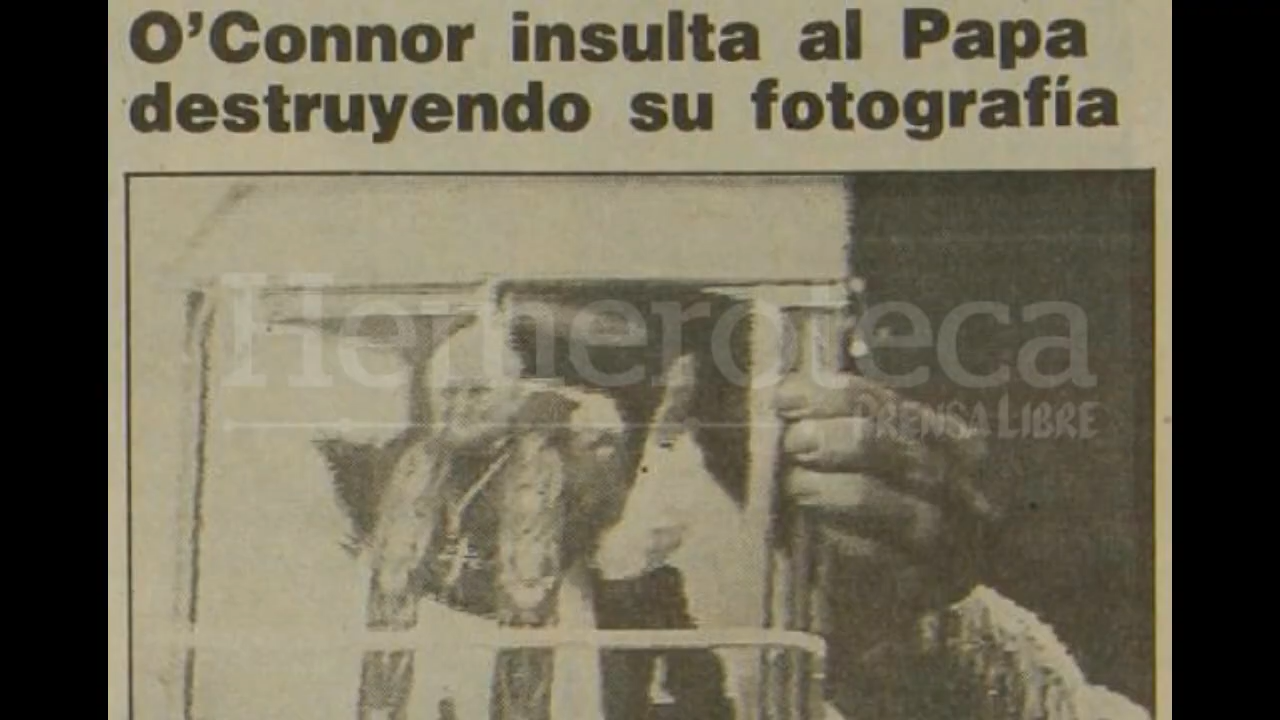 O'Connor insulta al Papa
destruyendo su fotografía
Hemeroteca
PRENSA LIBRE